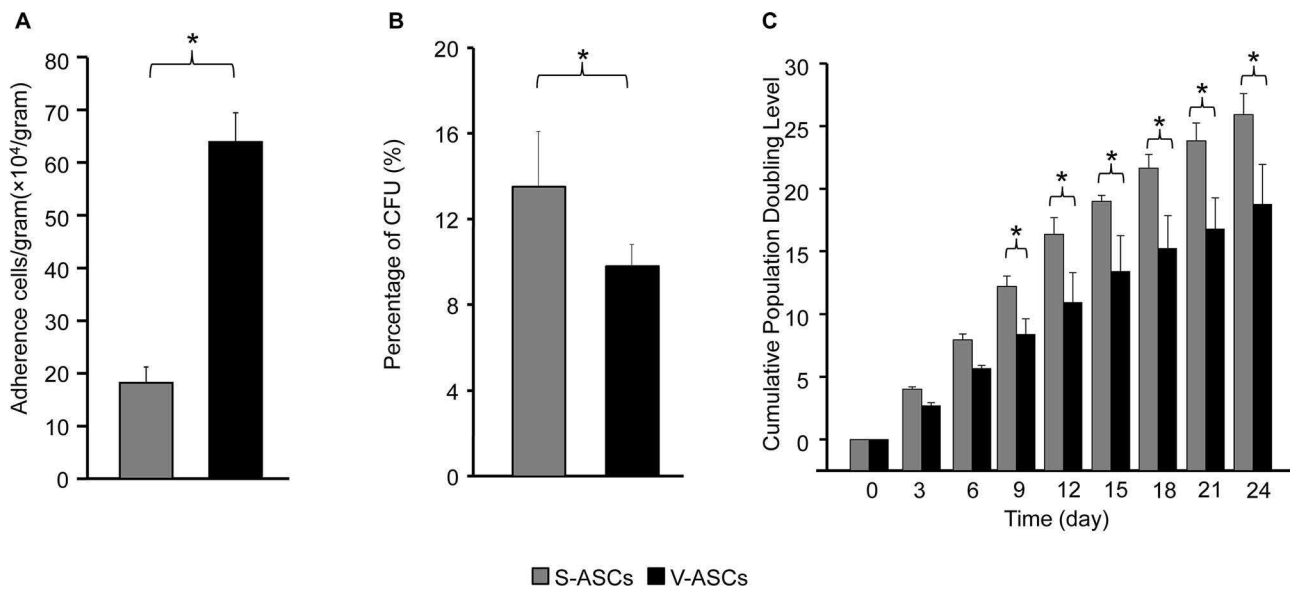 A
Adherence cells/gram(×10⁴/gram)
80
70
60
50
40
30
20
10
0
*
B
Percentage of CFU (%)
20
16
12
8
4
0
*
C
Cumulative Population Doubling Level
30
25
20
15
10
5
0
* * * * * *
0 3 6 9 12 15 18 21 24
Time (day)
S-ASCs V-ASCs